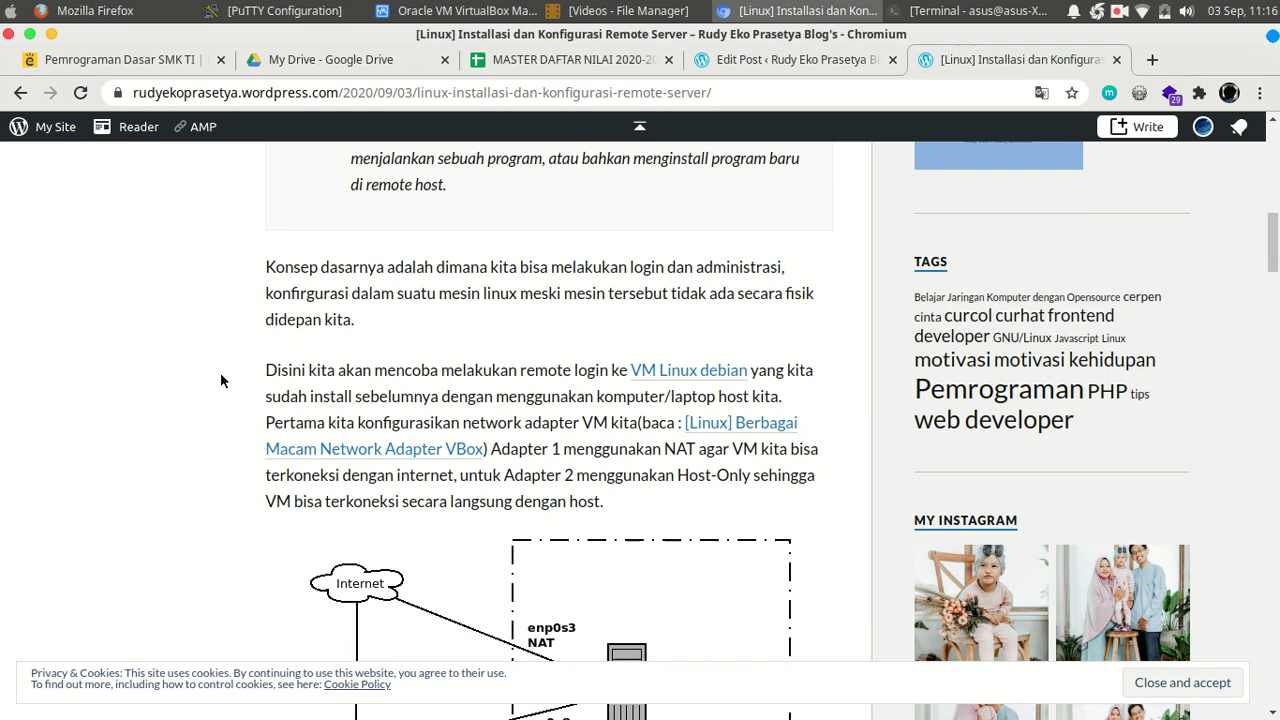 Mozilla Firefox
[PuTTY Configuration]
Oracle VM VirtualBox Ma...
[Videos - File Manager]
[Linux] Installasi dan Kon...
[Terminal - asus@asus-X...
03 Sep, 11:16
[Linux] Installasi dan Konfigurasi Remote Server – Rudy Eko Prasetya Blog's - Chromium
Pemrograman Dasar SMK TI |
My Drive - Google Drive
MASTER DAFTAR NILAI 2020-2
Edit Post ‹ Rudy Eko Prasetya Bl
[Linux] Installasi dan Konfiguras
rudyekoprasetya.wordpress.com/2020/09/03/linux-installasi-dan-konfigurasi-remote-server/
29
My Site
Reader
AMP
Write
menjalankan sebuah program, atau bahkan menginstall program baru
di remote host.
Konsep dasarnya adalah dimana kita bisa melakukan login dan administrasi,
konfirgurasi dalam suatu mesin linux meski mesin tersebut tidak ada secara fisik
didepan kita.
Disini kita akan mencoba melakukan remote login ke VM Linux debian yang kita
sudah install sebelumnya dengan menggunakan komputer/laptop host kita.
Pertama kita konfigurasikan network adapter VM kita(baca : [Linux] Berbagai
Macam Network Adapter VBox) Adapter 1 menggunakan NAT agar VM kita bisa
terkoneksi dengan internet, untuk Adapter 2 menggunakan Host-Only sehingga
VM bisa terkoneksi secara langsung dengan host.
Internet
enp0s3
NAT
TAGS
Belajar Jaringan Komputer dengan Opensource cerpen
cinta curcol curhat frontend
developer GNU/Linux Javascript Linux
motivasi motivasi kehidupan
Pemrograman PHP tips
web developer
MY INSTAGRAM
Privacy & Cookies: This site uses cookies. By continuing to use this website, you agree to their use.
To find out more, including how to control cookies, see here: Cookie Policy
Close and accept